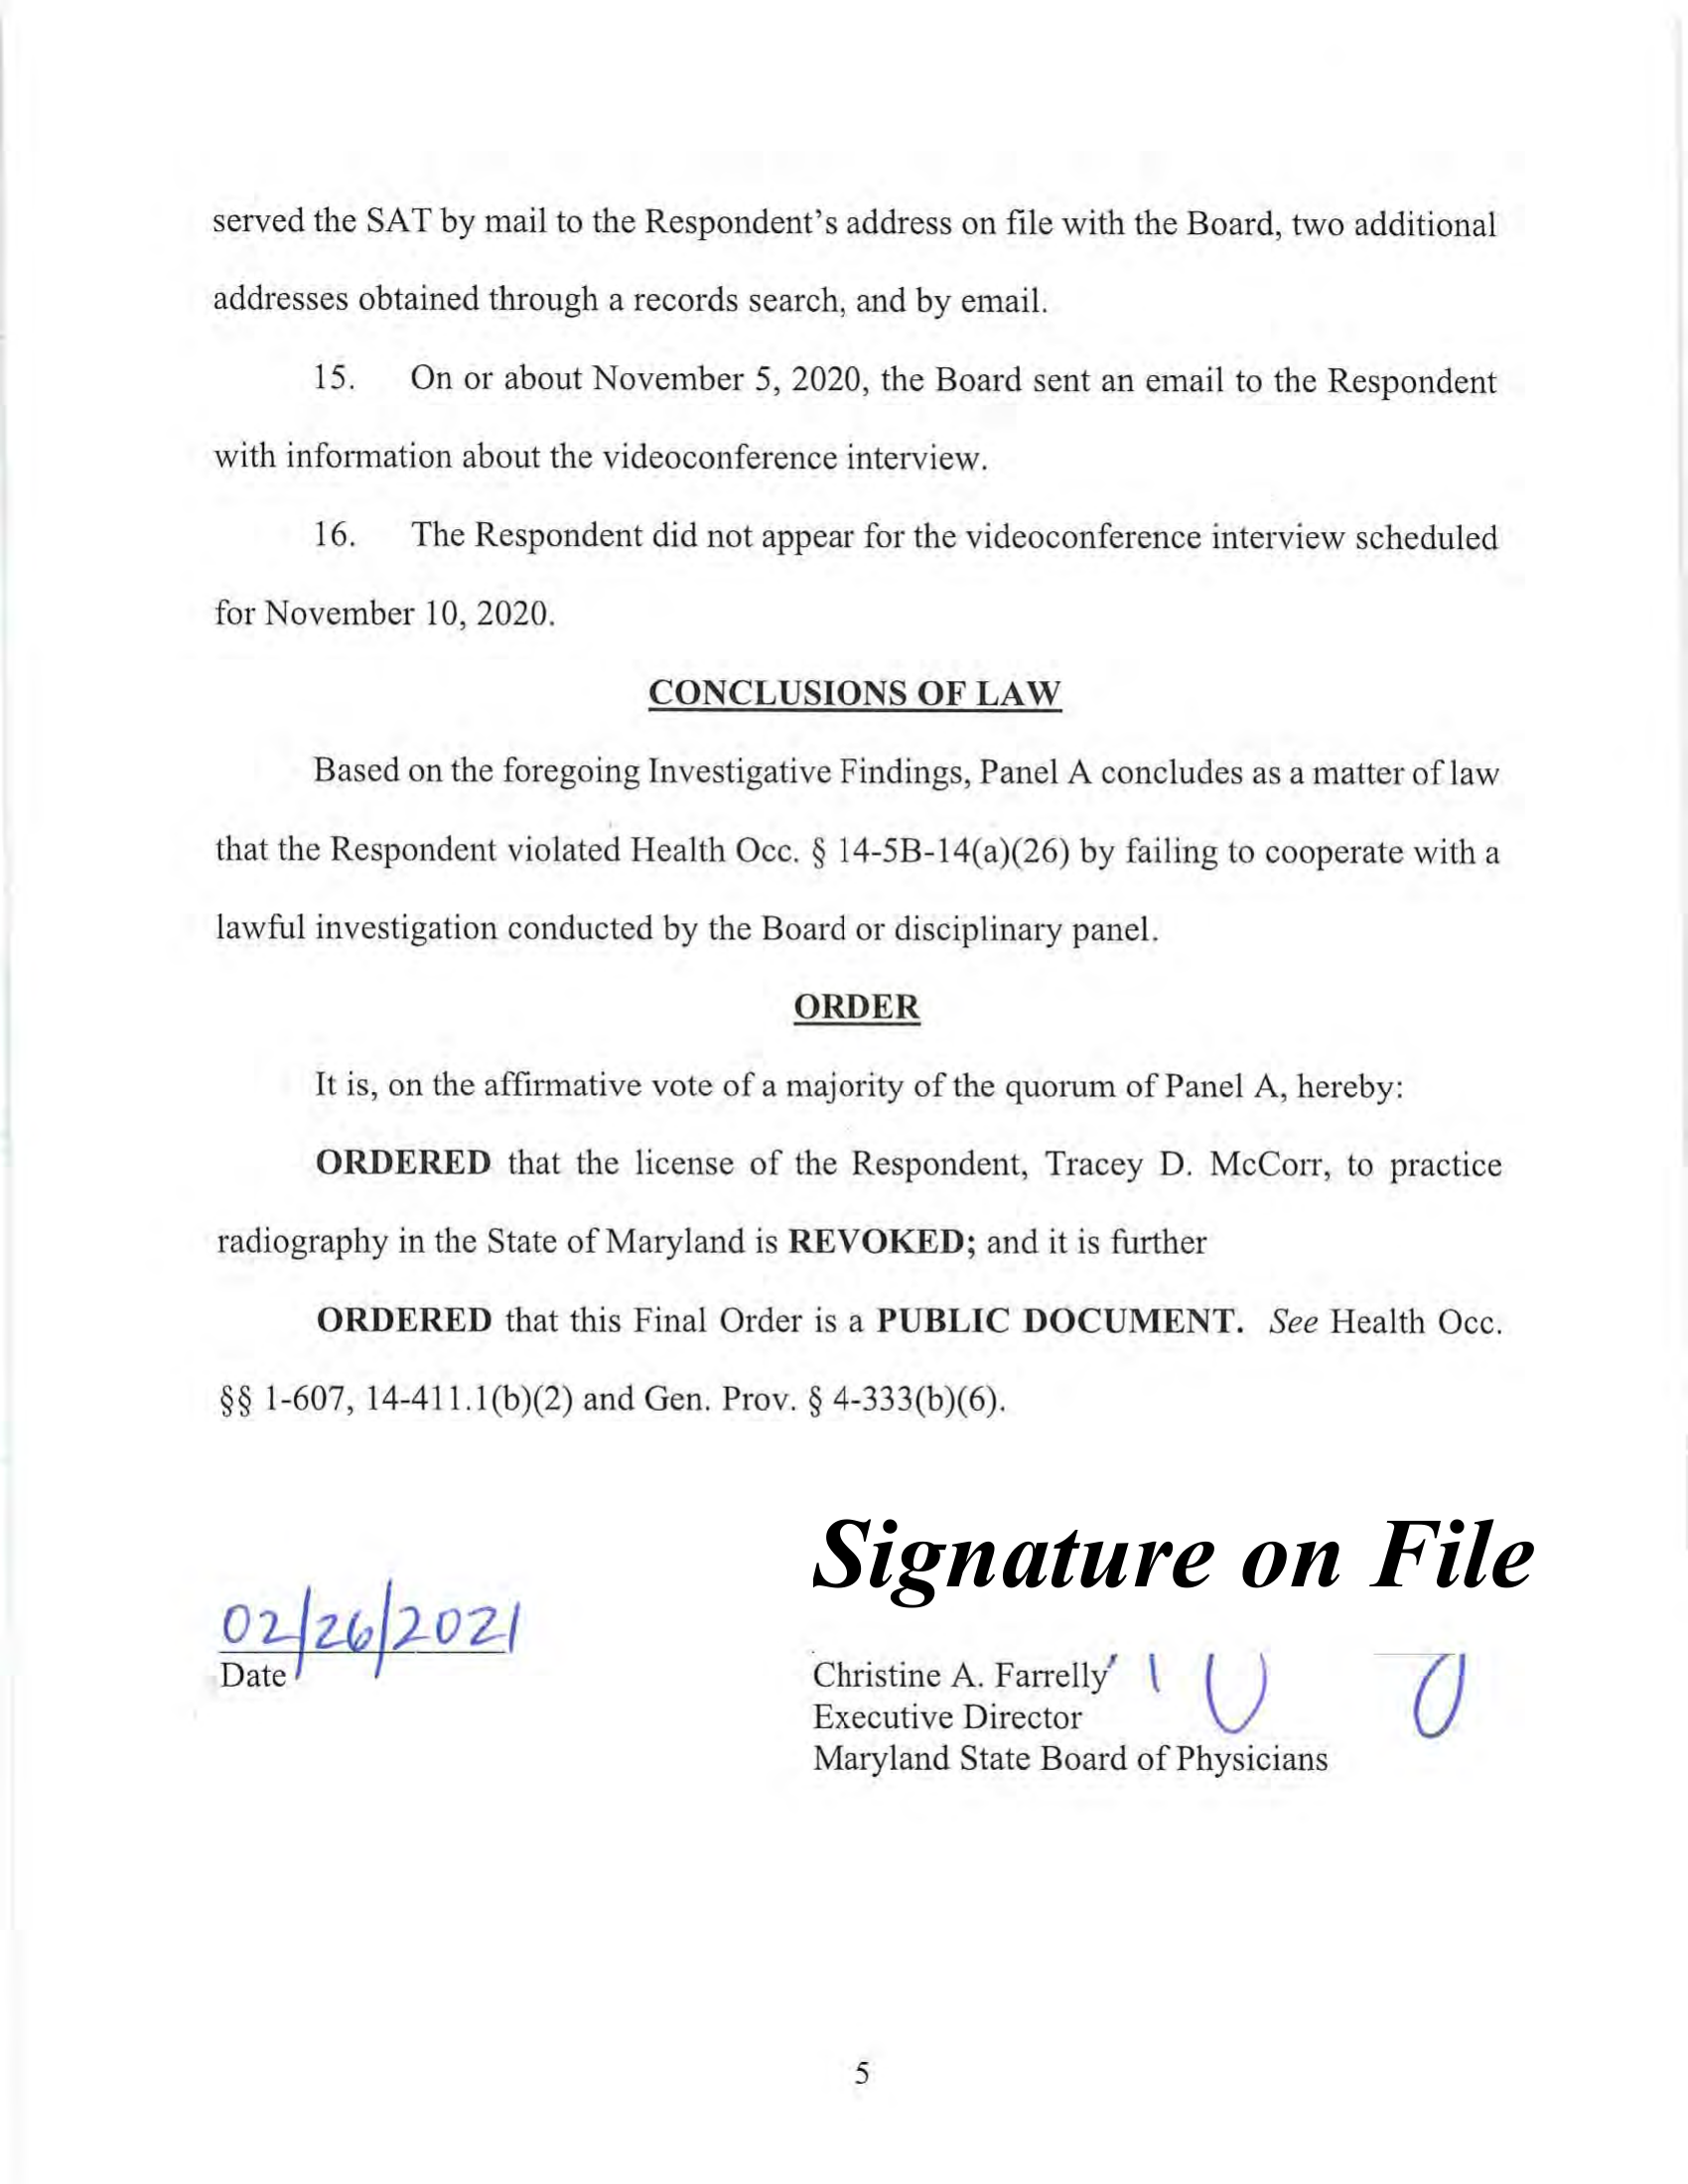 served the SAT by mail to the Respondent's address on file with the Board, two additional
addresses obtained through a records search, and by email.
15. On or about November 5, 2020, the Board sent an email to the Respondent
with information about the videoconference interview.
16. The Respondent did not appear for the videoconference interview scheduled
for November 10, 2020.
CONCLUSIONS OF LAW
Based on the foregoing Investigative Findings, Panel A concludes as a matter of law
that the Respondent violated Health Occ. § 14-5B-14(a)(26) by failing to cooperate with a
lawful investigation conducted by the Board or disciplinary panel.
ORDER
It is, on the affirmative vote of a majority of the quorum of Panel A, hereby:
ORDERED that the license of the Respondent, Tracey D. McCorr, to practice
radiography in the State of Maryland is REVOKED; and it is further
ORDERED that this Final Order is a PUBLIC DOCUMENT. See Health Occ.
§§ 1-607, 14-411.1(b)(2) and Gen. Prov. § 4-333(b)(6).
Signature on File
02/26/2021
Date
Christine A. Farrelly
Executive Director
Maryland State Board of Physicians
5